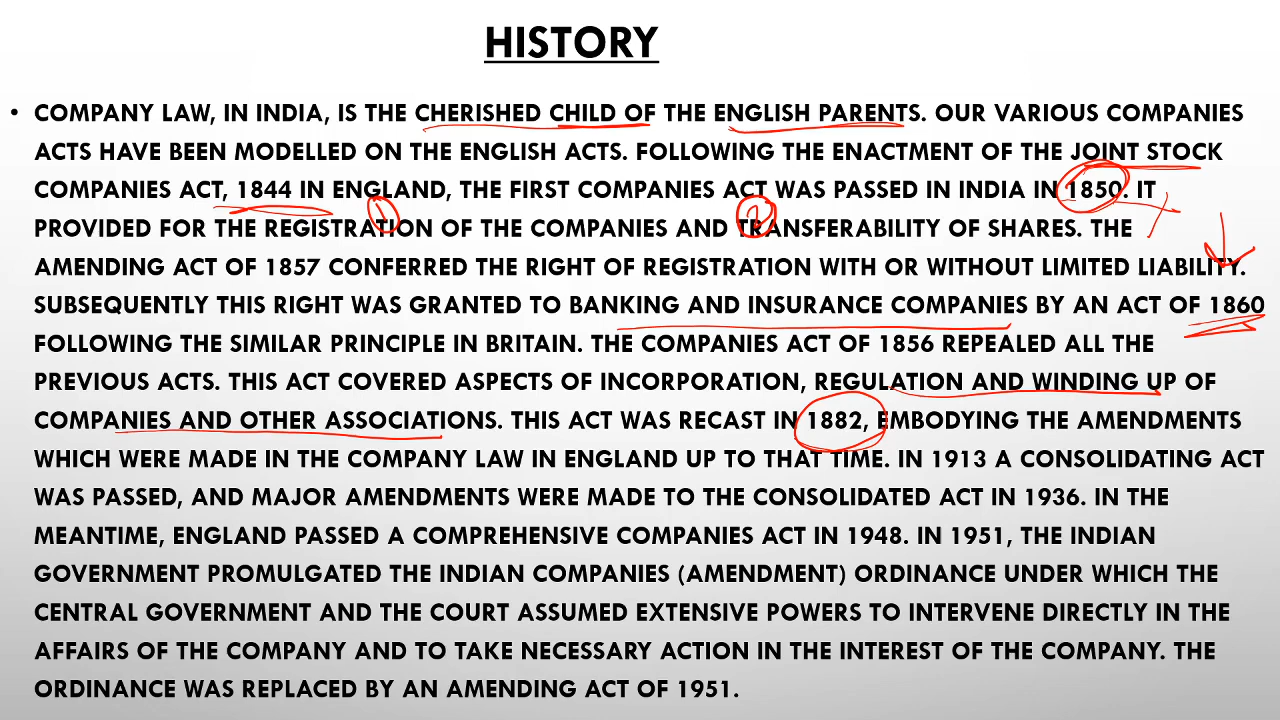 HISTORY
• COMPANY LAW, IN INDIA, IS THE CHERISHED CHILD OF THE ENGLISH PARENTS. OUR VARIOUS COMPANIES
ACTS HAVE BEEN MODELLED ON THE ENGLISH ACTS. FOLLOWING THE ENACTMENT OF THE JOINT STOCK
COMPANIES ACT, 1844 IN ENGLAND, THE FIRST COMPANIES ACT WAS PASSED IN INDIA IN 1850. IT
1 2
PROVIDED FOR THE REGISTRATION OF THE COMPANIES AND TRANSFERABILITY OF SHARES. THE
AMENDING ACT OF 1857 CONFERRED THE RIGHT OF REGISTRATION WITH OR WITHOUT LIMITED LIABILITY.
SUBSEQUENTLY THIS RIGHT WAS GRANTED TO BANKING AND INSURANCE COMPANIES BY AN ACT OF 1860
FOLLOWING THE SIMILAR PRINCIPLE IN BRITAIN. THE COMPANIES ACT OF 1856 REPEALED ALL THE
PREVIOUS ACTS. THIS ACT COVERED ASPECTS OF INCORPORATION, REGULATION AND WINDING UP OF
COMPANIES AND OTHER ASSOCIATIONS. THIS ACT WAS RECAST IN 1882, EMBODYING THE AMENDMENTS
WHICH WERE MADE IN THE COMPANY LAW IN ENGLAND UP TO THAT TIME. IN 1913 A CONSOLIDATING ACT
WAS PASSED, AND MAJOR AMENDMENTS WERE MADE TO THE CONSOLIDATED ACT IN 1936. IN THE
MEANTIME, ENGLAND PASSED A COMPREHENSIVE COMPANIES ACT IN 1948. IN 1951, THE INDIAN
GOVERNMENT PROMULGATED THE INDIAN COMPANIES (AMENDMENT) ORDINANCE UNDER WHICH THE
CENTRAL GOVERNMENT AND THE COURT ASSUMED EXTENSIVE POWERS TO INTERVENE DIRECTLY IN THE
AFFAIRS OF THE COMPANY AND TO TAKE NECESSARY ACTION IN THE INTEREST OF THE COMPANY. THE
ORDINANCE WAS REPLACED BY AN AMENDING ACT OF 1951.